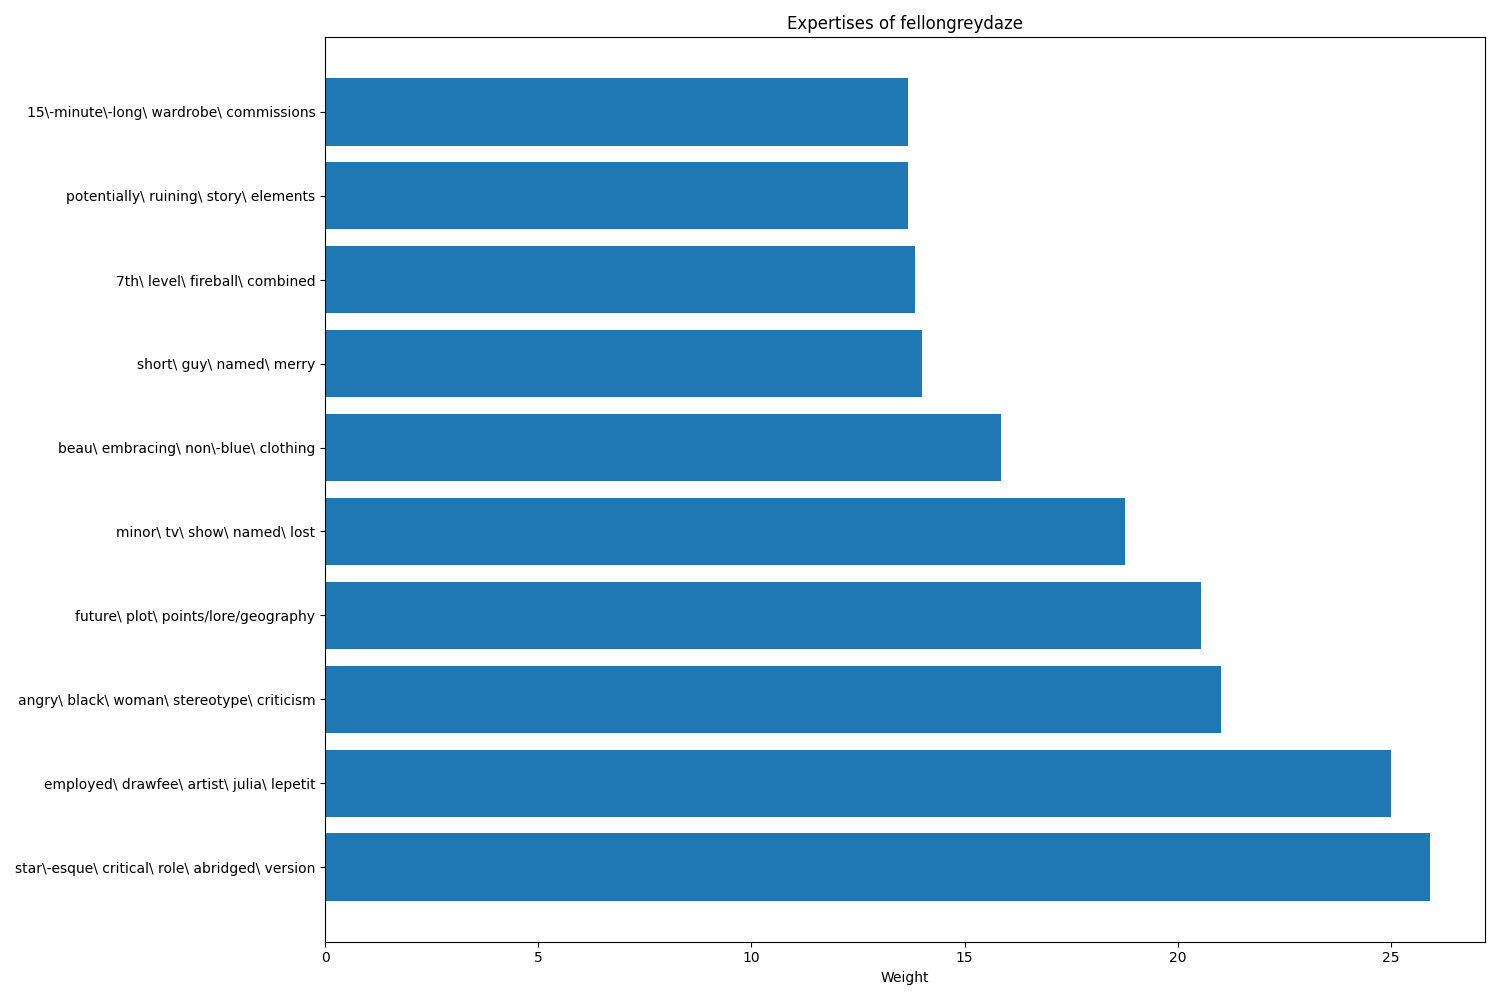 Expertises of fellongreydaze
15\-minute\-long\ wardrobe\ commissions
potentially\ ruining\ story\ elements
7th\ level\ fireball\ combined
short\ guy\ named\ merry
beau\ embracing\ non\-blue\ clothing
minor\ tv\ show\ named\ lost
future\ plot\ points/lore/geography
angry\ black\ woman\ stereotype\ criticism
employed\ drawfee\ artist\ julia\ lepetit
star\-esque\ critical\ role\ abridged\ version
0 5 10 15 20 25
Weight